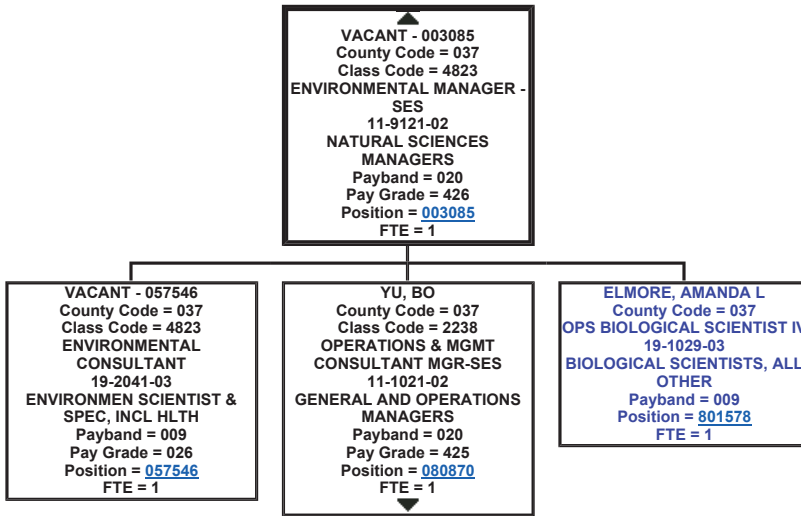 VACANT - 003085
County Code = 037
Class Code = 4823
ENVIRONMENTAL MANAGER -
SES
11-9121-02
NATURAL SCIENCES
MANAGERS
Payband = 020
Pay Grade = 426
Position = 003085
FTE = 1
VACANT - 057546
County Code = 037
Class Code = 4823
ENVIRONMENTAL
CONSULTANT
19-2041-03
ENVIRONMEN SCIENTIST &
SPEC, INCL HLTH
Payband = 009
Pay Grade = 026
Position = 057546
FTE = 1
YU, BO
County Code = 037
Class Code = 2238
OPERATIONS & MGMT
CONSULTANT MGR-SES
11-1021-02
GENERAL AND OPERATIONS
MANAGERS
Payband = 020
Pay Grade = 425
Position = 080870
FTE = 1
ELMORE, AMANDA L
County Code = 037
OPS BIOLOGICAL SCIENTIST IV
19-1029-03
BIOLOGICAL SCIENTISTS, ALL
OTHER
Payband = 009
Position = 801578
FTE = 1